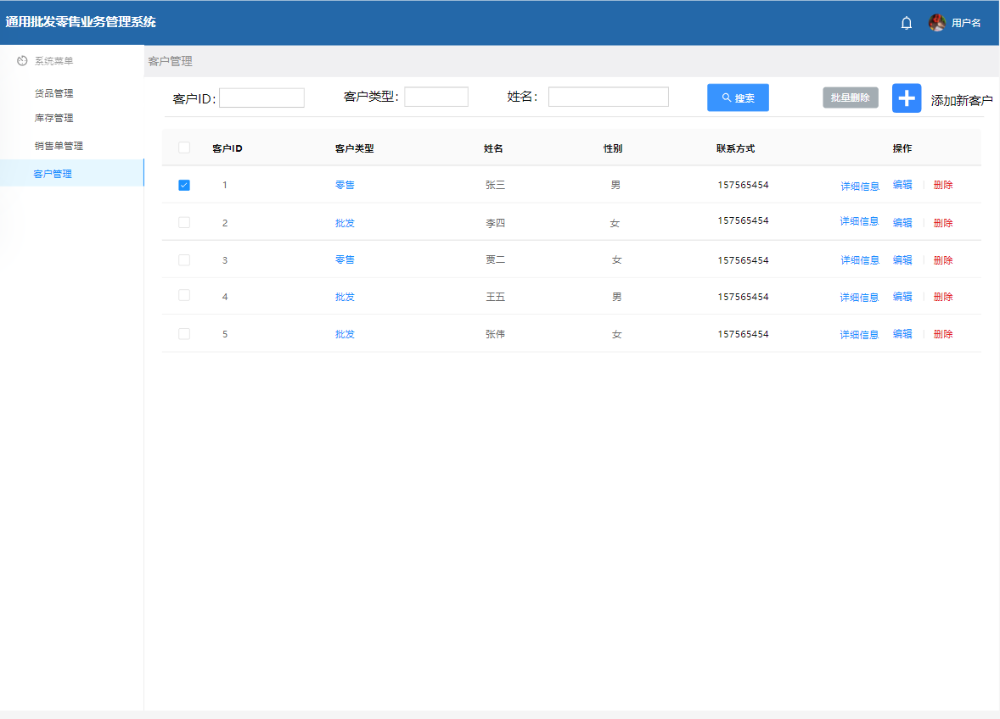 通用批发零售业务管理系统
用户名
系统菜单
货品管理
库存管理
销售单管理
客户管理
客户管理
客户ID: 客户类型: 姓名: 搜索 批量删除 添加新客户
客户ID 客户类型 姓名 性别 联系方式 操作
1 零售 张三 男 157565454 详细信息 编辑 删除
2 批发 李四 女 157565454 详细信息 编辑 删除
3 零售 贾二 女 157565454 详细信息 编辑 删除
4 批发 王五 男 157565454 详细信息 编辑 删除
5 批发 张伟 女 157565454 详细信息 编辑 删除